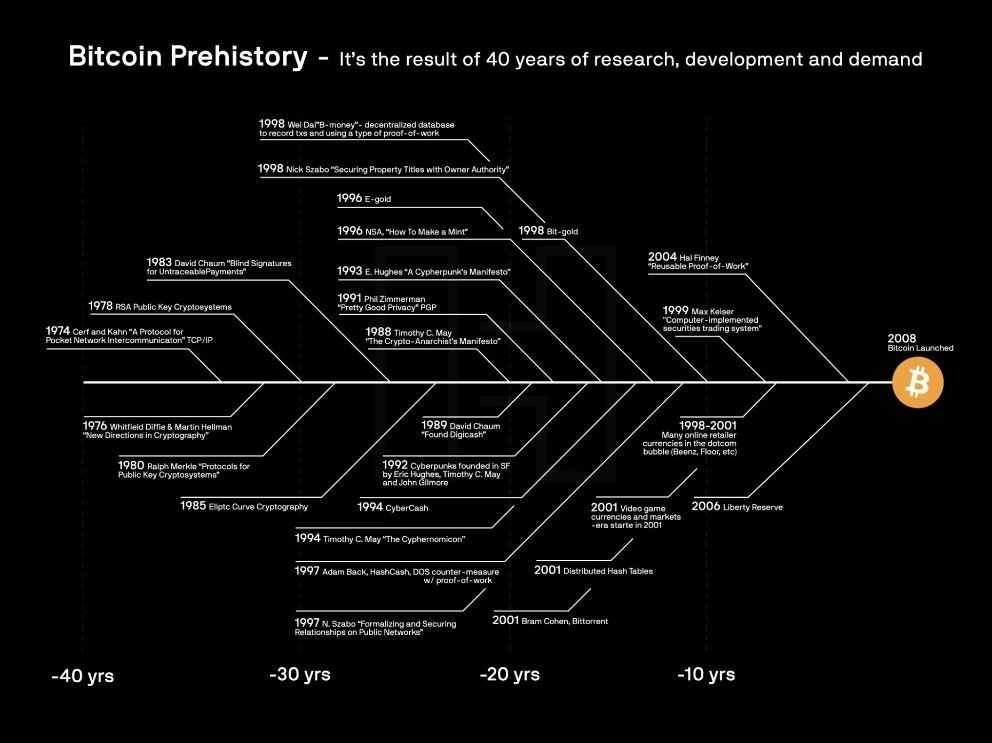 Bitcoin Prehistory - It's the result of 40 years of research, development and demand
1998 Wei Dai"B-money"- decentralized database
to record txs and using a type of proof-of-work
1998 Nick Szabo "Securing Property Titles with Owner Authority"
1996 E-gold
1996 NSA, "How To Make a Mint"
1998 Bit-gold
1983 David Chaum "Blind Signatures
for UntraceablePayments"
1993 E. Hughes "A Cypherpunk's Manifesto"
2004 Hal Finney
"Reusable Proof-of-Work"
1978 RSA Public Key Cryptosystems
1991 Phil Zimmerman
"Pretty Good Privacy" PGP
1999 Max Keiser
"Computer-implemented
securities trading system"
1974 Cerf and Kahn "A Protocol for
Pocket Network Intercommunicaton" TCP/IP
1988 Timothy C. May
"The Crypto-Anarchist's Manifesto"
2008
Bitcoin Launched
1976 Whitfield Diffie & Martin Hellman
"New Directions in Cryptography"
1989 David Chaum
"Found Digicash"
1998-2001
Many online retailer
currencies in the dotcom
bubble (Beenz, Floor, etc)
1980 Ralph Merkle "Protocols for
Public Key Cryptosystems"
1992 Cyberpunks founded in SF
by Eric Hughes, Timothy C. May
and John Gilmore
1985 Eliptc Curve Cryptography
1994 CyberCash
2001 Video game
currencies and markets
-era starte in 2001
2006 Liberty Reserve
1994 Timothy C. May "The Cyphernomicon"
1997 Adam Back, HashCash, DOS counter-measure
w/ proof-of-work
2001 Distributed Hash Tables
1997 N. Szabo "Formalizing and Securing
Relationships on Public Networks"
2001 Bram Cohen, Bittorrent
-40 yrs
-30 yrs
-20 yrs
-10 yrs